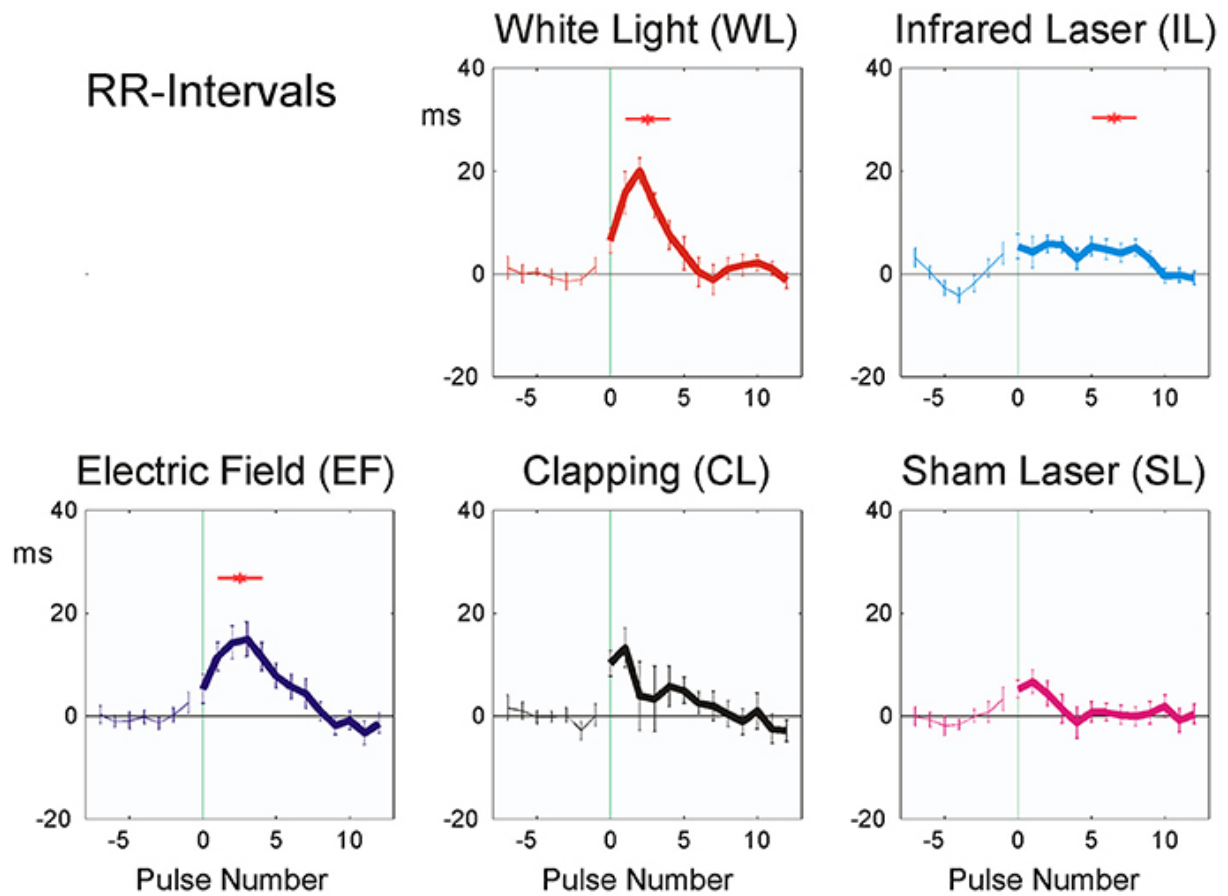 RR-Intervals
White Light (WL)
Infrared Laser (IL)
ms
40
20
0
-20
-5 0 5 10
40
20
0
-20
-5 0 5 10
Electric Field (EF)
Clapping (CL)
Sham Laser (SL)
ms
40
20
0
-20
-5 0 5 10
Pulse Number
40
20
0
-20
-5 0 5 10
Pulse Number
40
20
0
-20
-5 0 5 10
Pulse Number